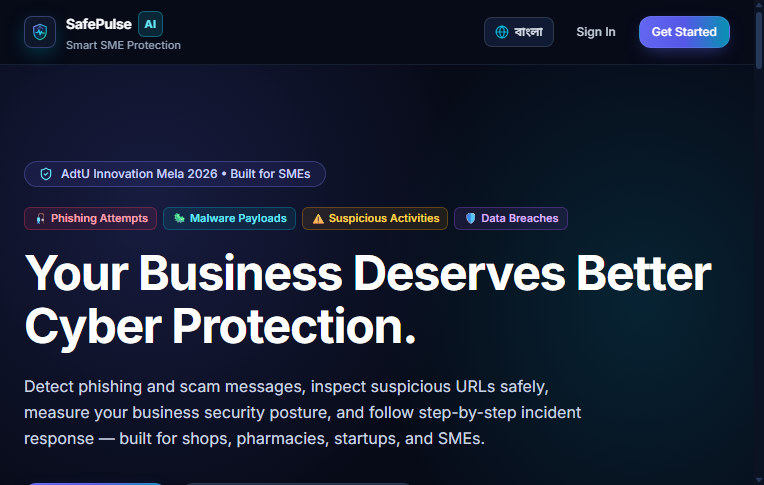 SafePulse AI
Smart SME Protection
বাংলা
Sign In
Get Started
AdtU Innovation Mela 2026 • Built for SMEs
Phishing Attempts
Malware Payloads
Suspicious Activities
Data Breaches
Your Business Deserves Better
Cyber Protection.
Detect phishing and scam messages, inspect suspicious URLs safely,
measure your business security posture, and follow step-by-step incident
response — built for shops, pharmacies, startups, and SMEs.